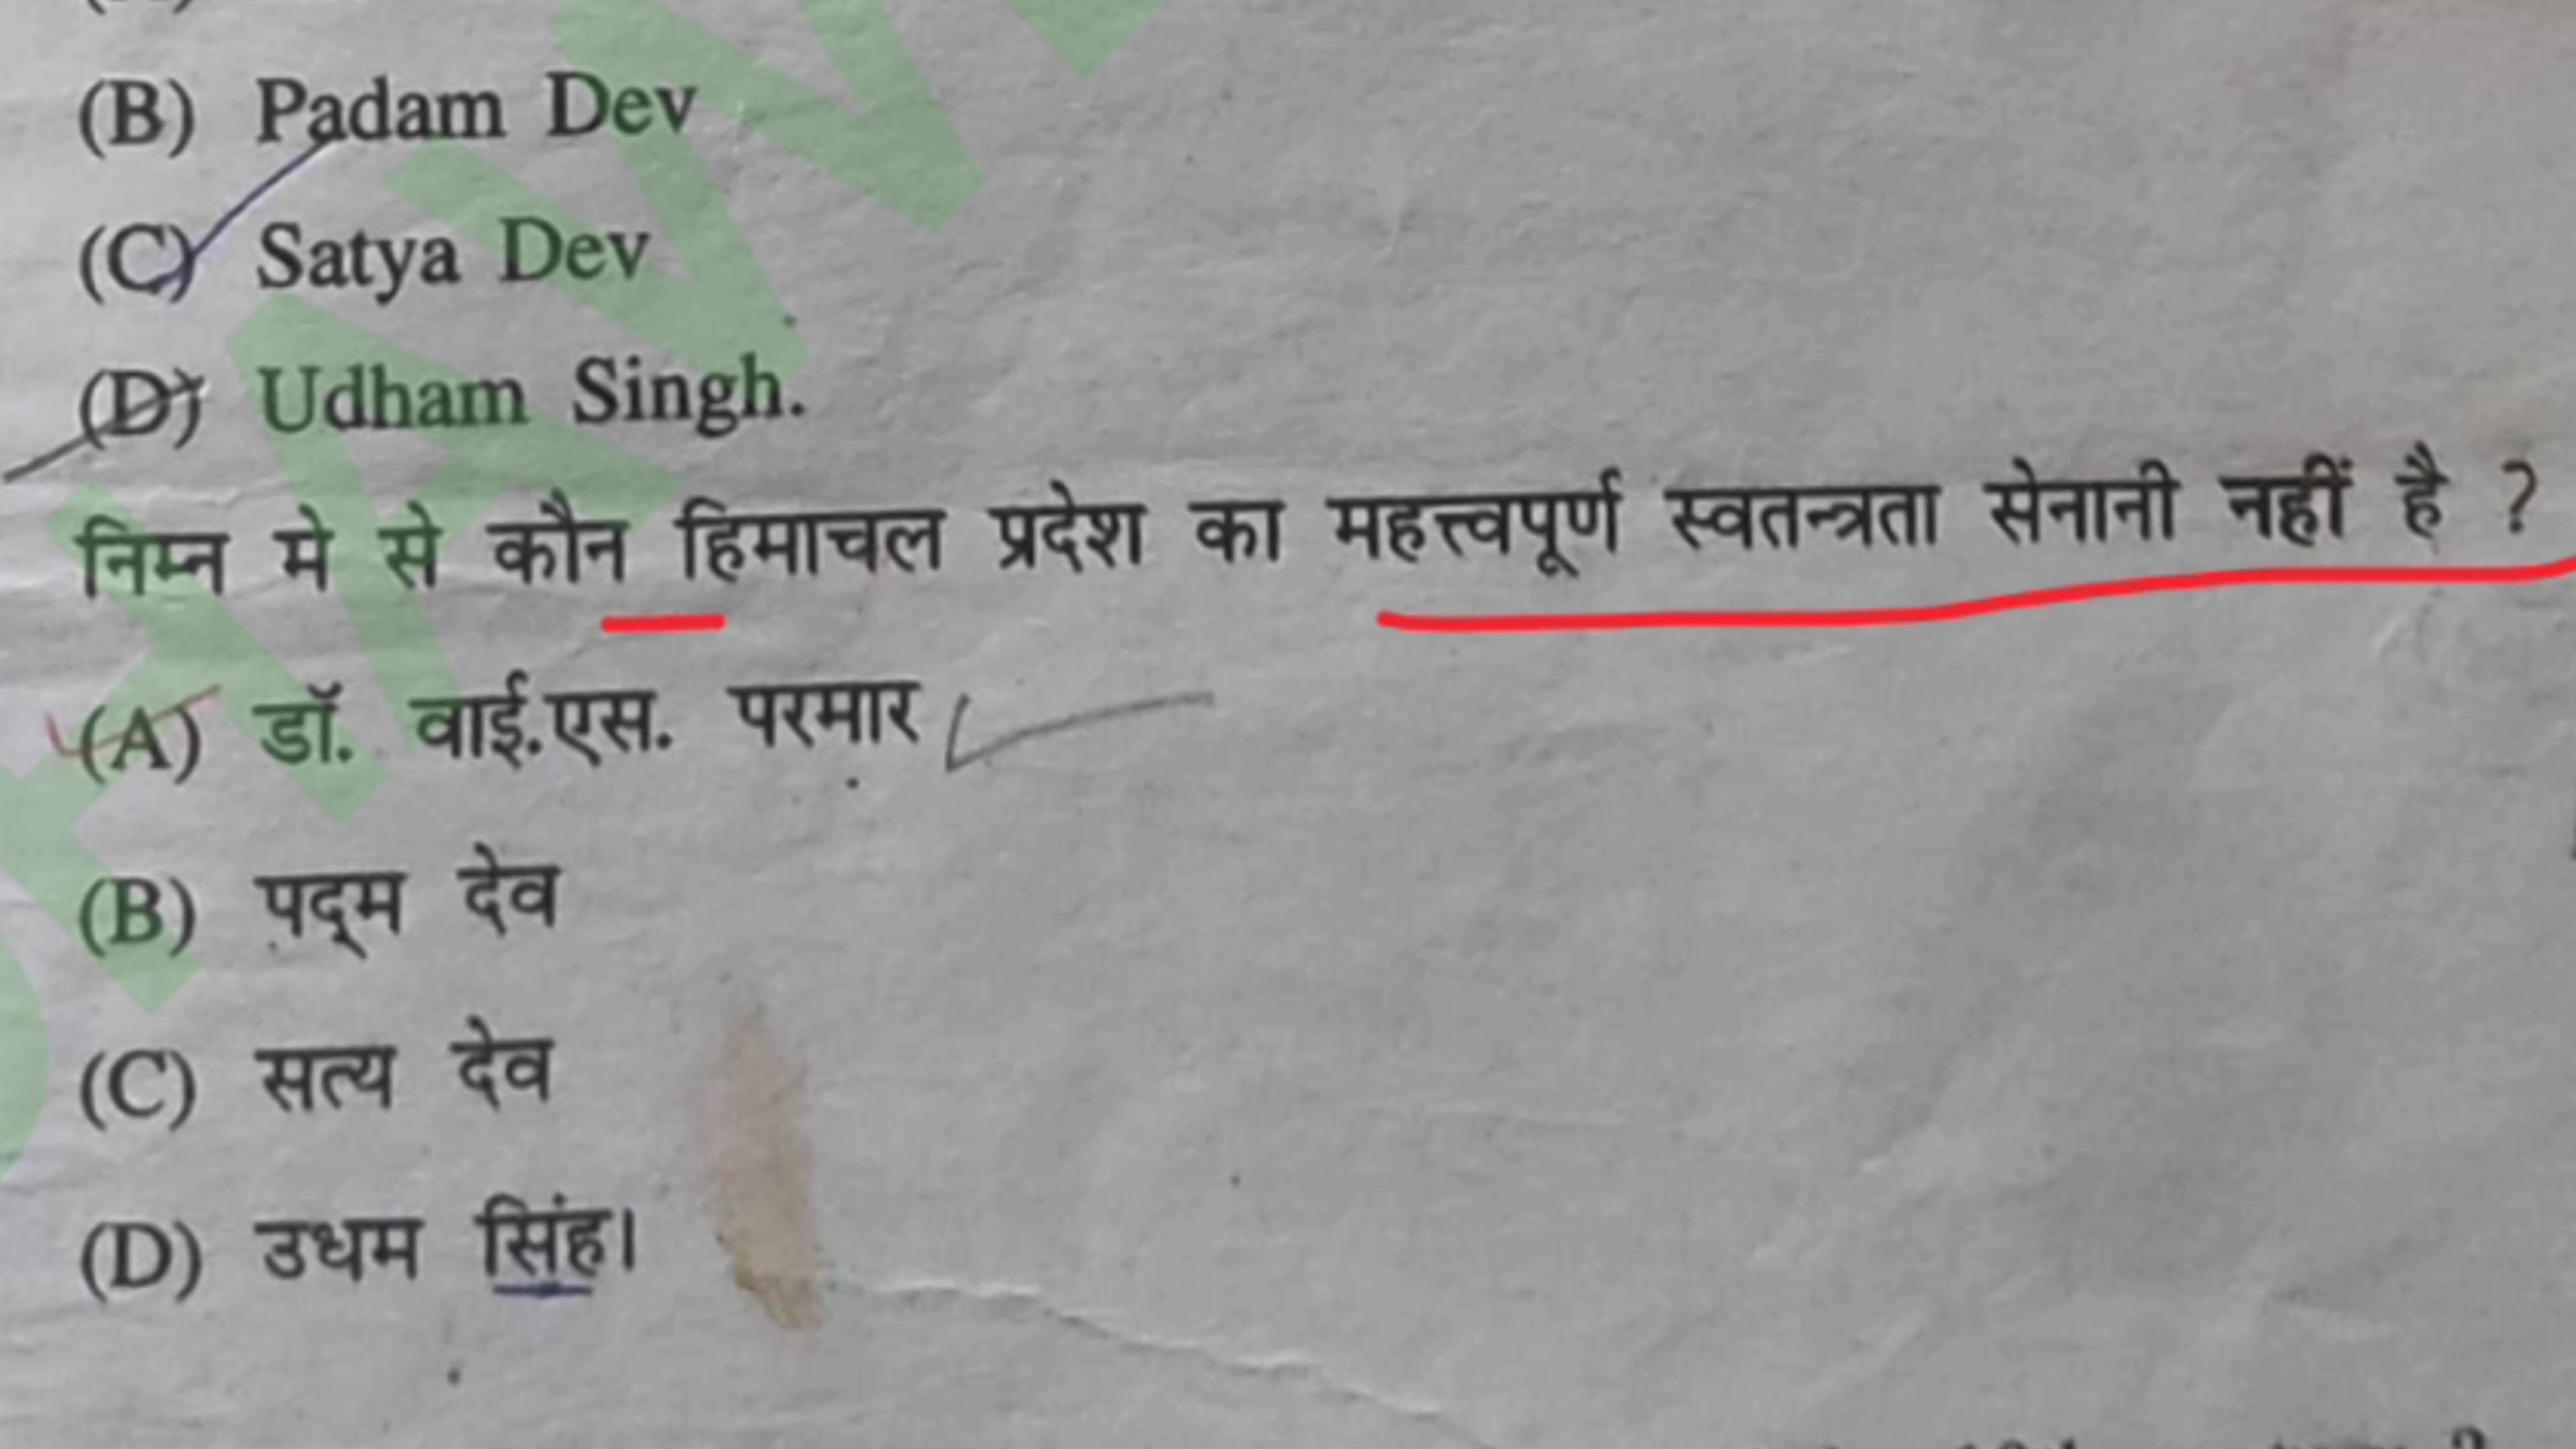 (B) Padam Dev
(C) Satya Dev
(D) Udham Singh.
निम्न मे से कौन हिमाचल प्रदेश का महत्त्वपूर्ण स्वतन्त्रता सेनानी नहीं है ?
(A) डॉ. वाई.एस. परमार
(B) पद्म देव
(C) सत्य देव
(D) उधम सिंह।